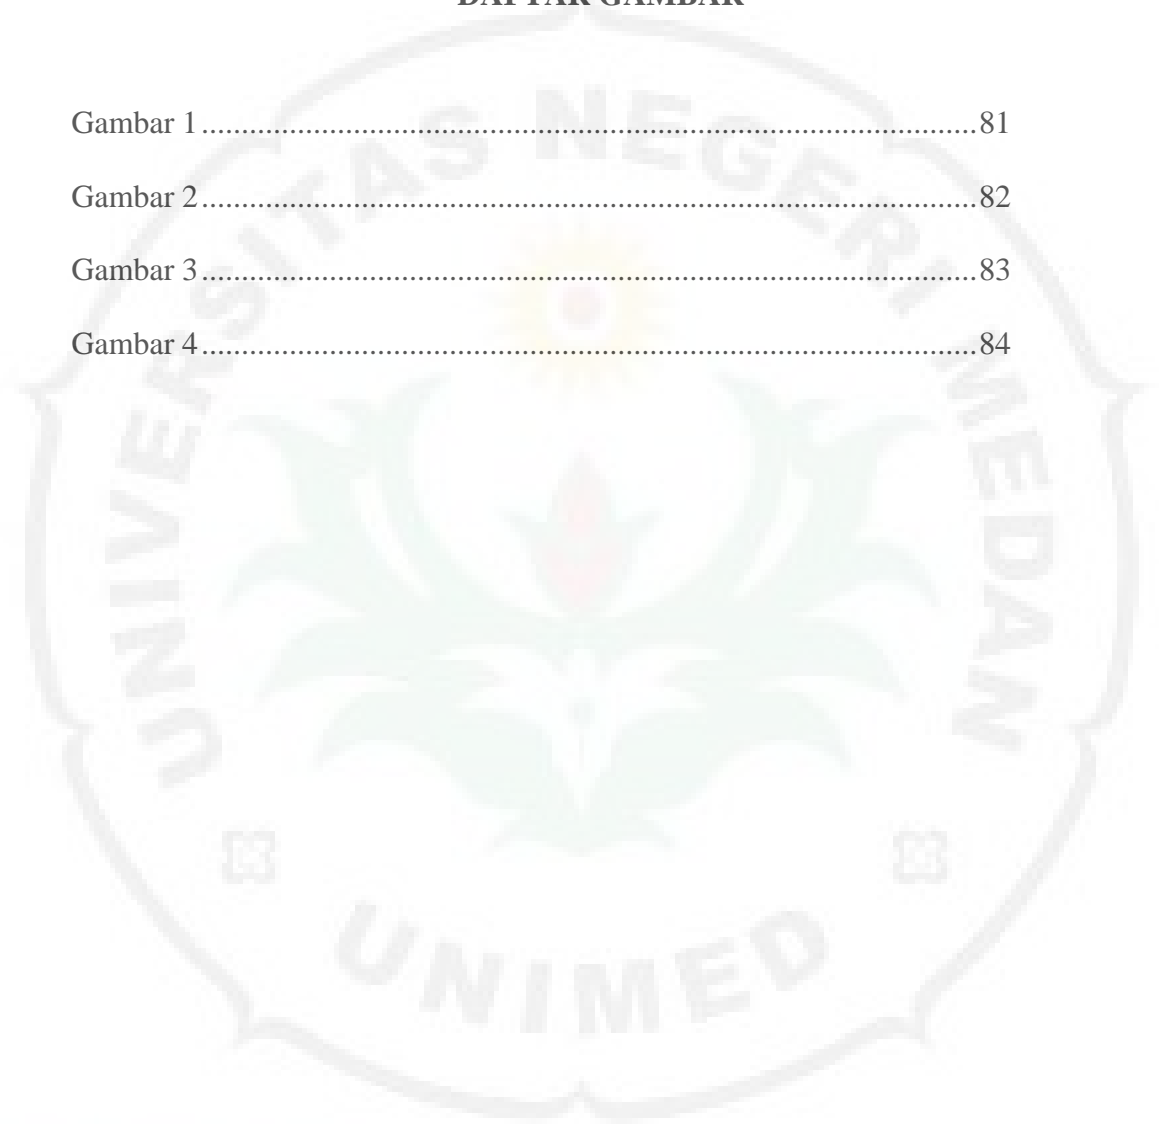 DAFTAR GAMBAR
Gambar 1.................................................................................................81
Gambar 2.................................................................................................82
Gambar 3.................................................................................................83
Gambar 4.................................................................................................84
UNIVERSITAS NEGERI MEDAN
UNIMED